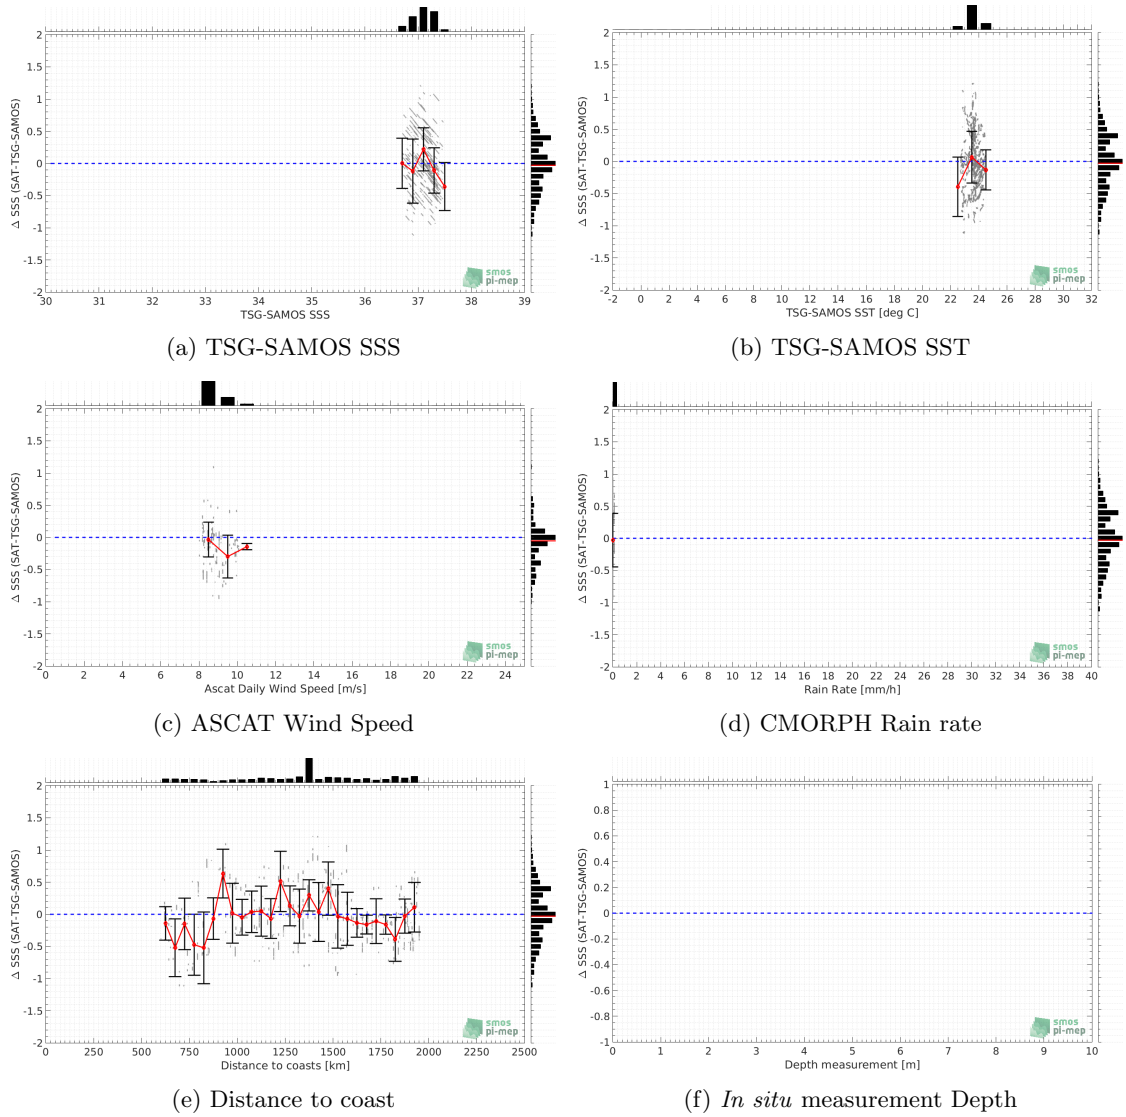 2
1.5
1
0.5
0
-0.5
-1
-1.5
-2
Δ SSS (SAT-TSG-SAMOS)
30 31 32 33 34 35 36 37 38 39
TSG-SAMOS SSS
smos
pi-mep
(a) TSG-SAMOS SSS
2
1.5
1
0.5
0
-0.5
-1
-1.5
-2
Δ SSS (SAT-TSG-SAMOS)
-2 0 2 4 6 8 10 12 14 16 18 20 22 24 26 28 30 32
TSG-SAMOS SST [deg C]
smos
pi-mep
(b) TSG-SAMOS SST
2
1.5
1
0.5
0
-0.5
-1
-1.5
-2
Δ SSS (SAT-TSG-SAMOS)
0 2 4 6 8 10 12 14 16 18 20 22 25
Ascat Daily Wind Speed [m/s]
smos
pi-mep
(c) ASCAT Wind Speed
2
1.5
1
0.5
0
-0.5
-1
-1.5
-2
Δ SSS (SAT-TSG-SAMOS)
0 2 4 6 8 10 12 14 16 18 20 22 24 26 28 30 32 34 36 38 40
Rain Rate [mm/h]
smos
pi-mep
(d) CMORPH Rain rate
2
1.5
1
0.5
0
-0.5
-1
-1.5
-2
Δ SSS (SAT-TSG-SAMOS)
0 250 500 750 1000 1250 1500 1750 2000 2250 2500
Distance to coasts [km]
smos
pi-mep
(e) Distance to coast
1
0.8
0.6
0.4
0.2
0
-0.2
-0.4
-0.6
-0.8
-1
Δ SSS (SAT-TSG-SAMOS)
0 1 2 3 4 5 6 7 8 9 10
Depth measurement [m]
smos
pi-mep
(f) In situ measurement Depth